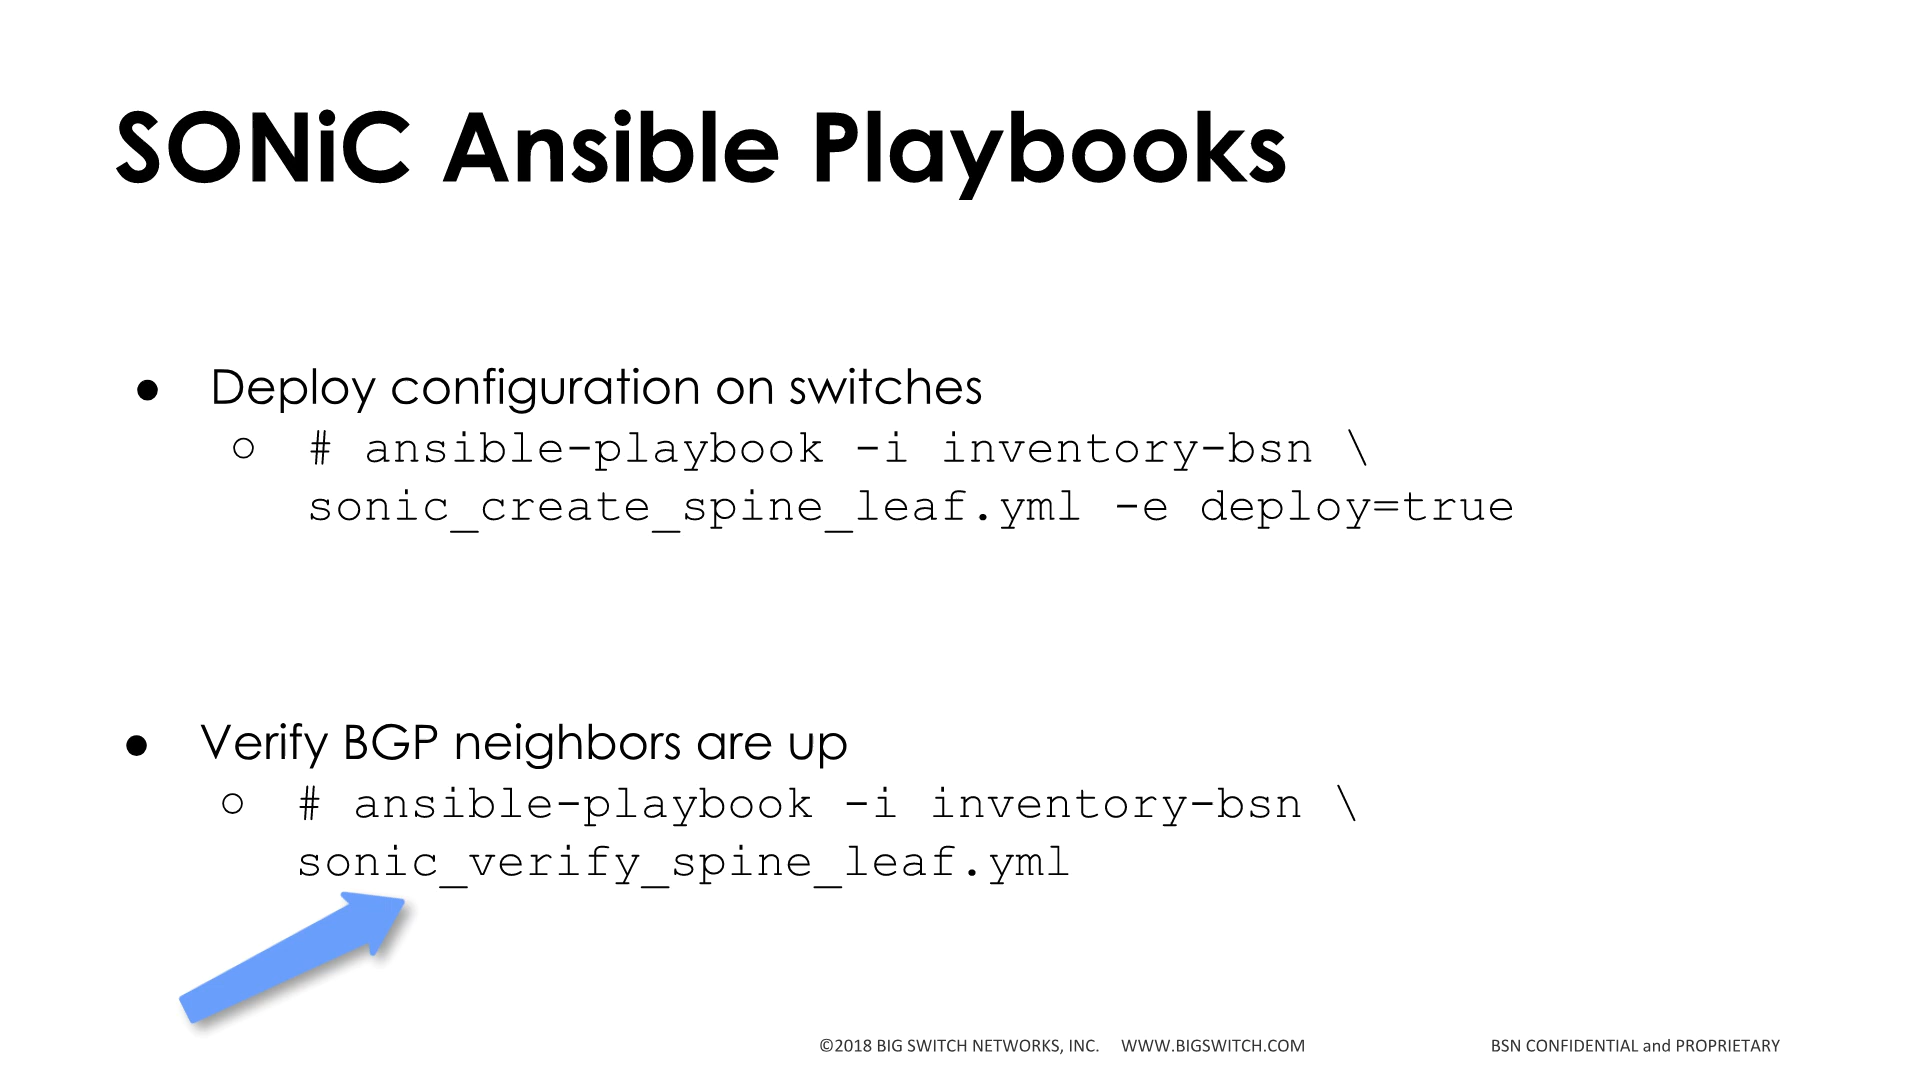 SONiC Ansible Playbooks
● Deploy configuration on switches
○ # ansible-playbook -i inventory-bsn \
sonic_create_spine_leaf.yml -e deploy=true
● Verify BGP neighbors are up
○ # ansible-playbook -i inventory-bsn \
sonic_verify_spine_leaf.yml
©2018 BIG SWITCH NETWORKS, INC. WWW.BIGSWITCH.COM BSN CONFIDENTIAL and PROPRIETARY